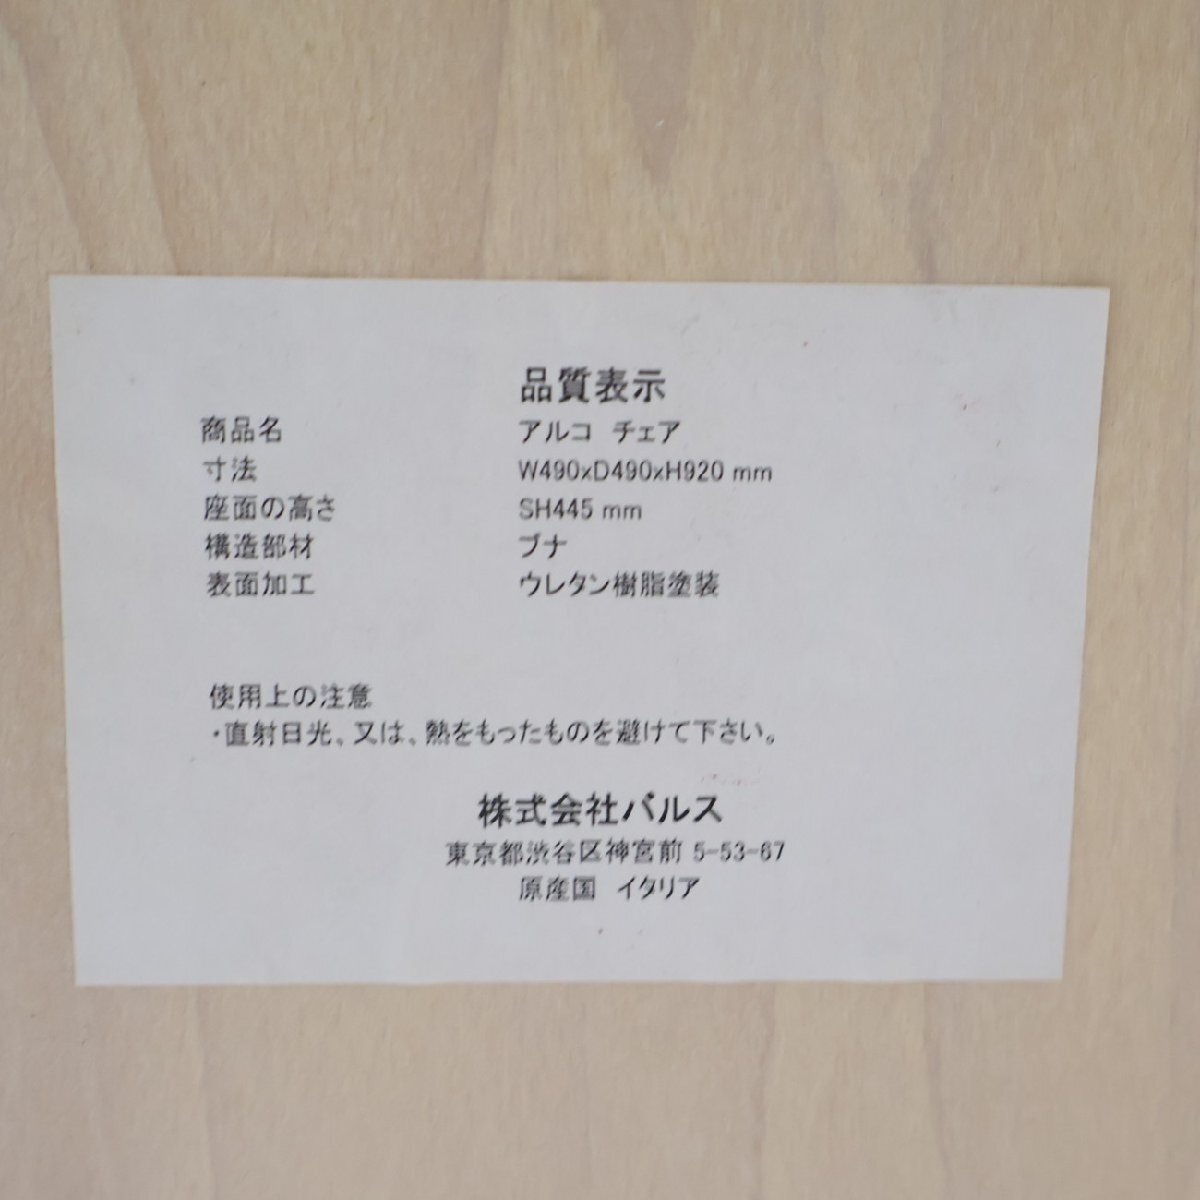 品質表示
商品名 アルコ チェア
寸法 W490xD490xH920 mm
座面の高さ SH445 mm
構造部材 ブナ
表面加工 ウレタン樹脂塗装
使用上の注意
・直射日光、又は、熱をもったものを避けて下さい。
株式会社バルス
東京都渋谷区神宮前 5-53-67
原産国 イタリア